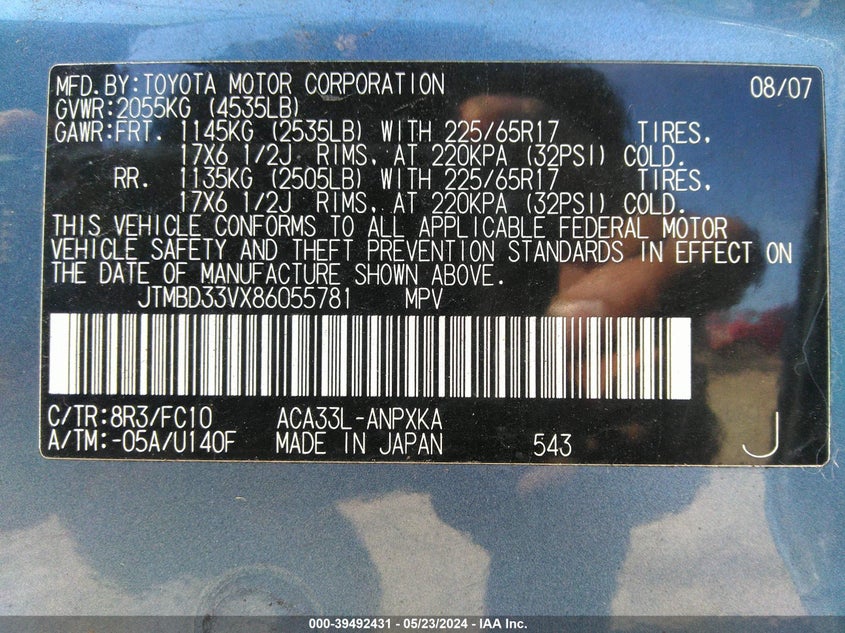 MFD.BY:TOYOTA MOTOR CORPORATION 08/07
GVWR:2055KG (4535LB)
GAWR:FRT. 1145KG (2535LB) WITH 225/65R17 TIRES,
17X6 1/2J RIMS, AT 220KPA (32PSI) COLD.
RR. 1135KG (2505LB) WITH 225/65R17 TIRES,
17X6 1/2J RIMS, AT 220KPA (32PSI) COLD.
THIS VEHICLE CONFORMS TO ALL APPLICABLE FEDERAL MOTOR
VEHICLE SAFETY AND THEFT PREVENTION STANDARDS IN EFFECT ON
THE DATE OF MANUFACTURE SHOWN ABOVE.
JTMBD33VX86055781 MPV
C/TR:8R3/FC10 ACA33L-ANPXKA
A/TM:-05A/U140F MADE IN JAPAN 543 J
000-39492431 - 05/23/2024 - IAA Inc.